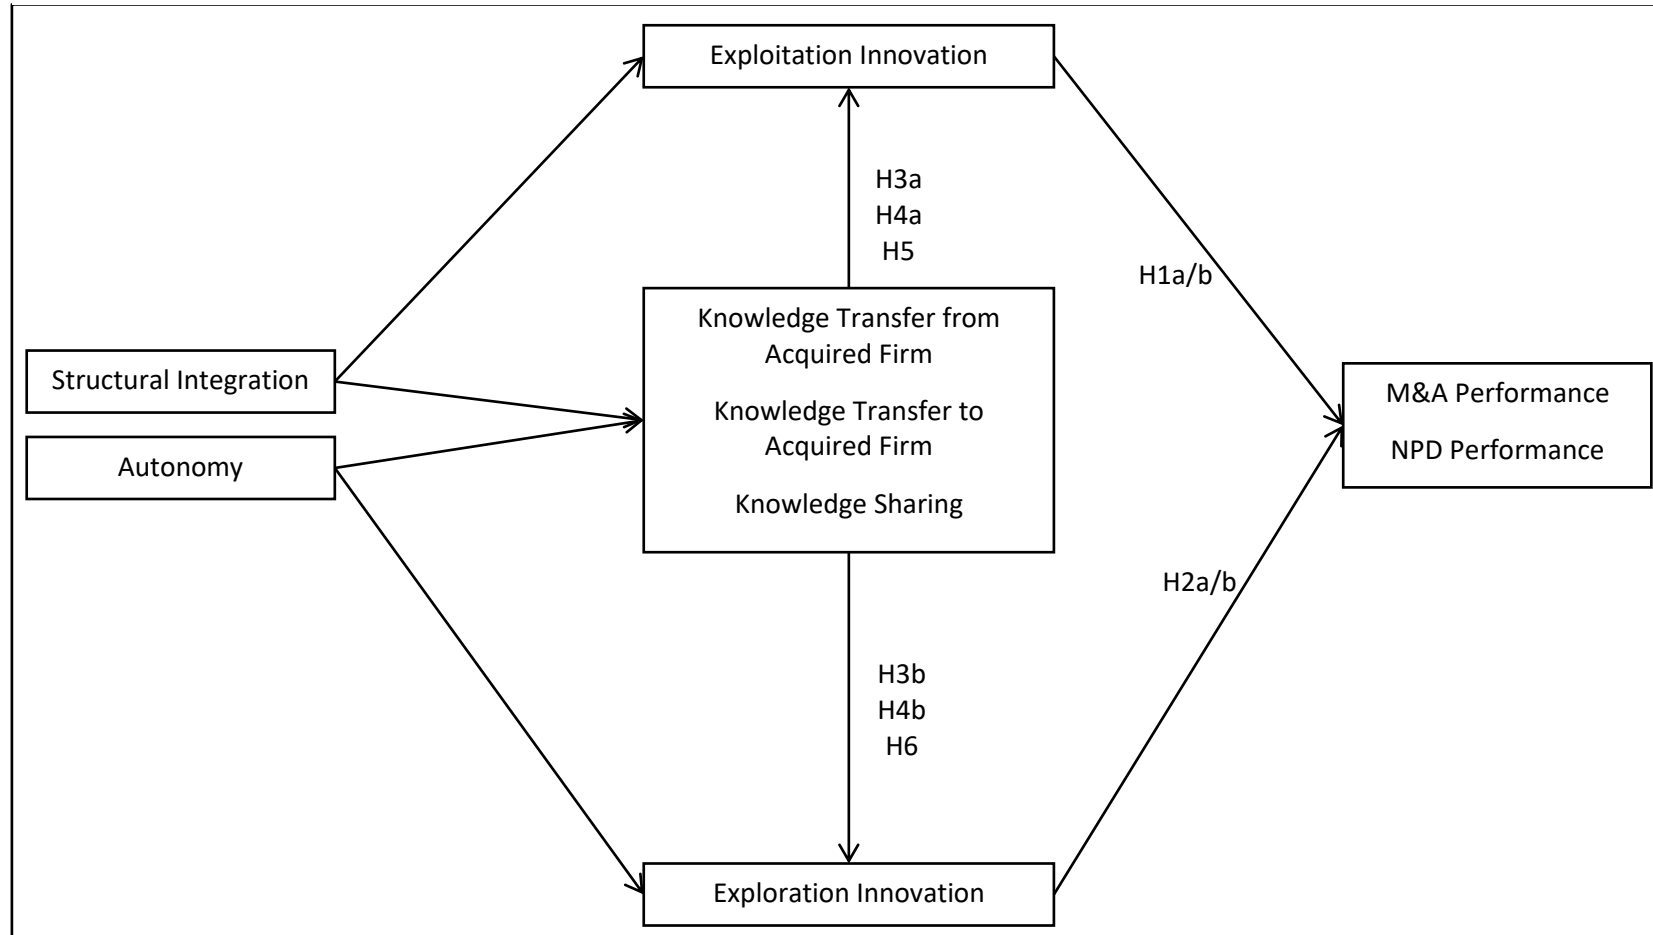 Exploitation Innovation
H3a
H4a
H5
H1a/b
Knowledge Transfer from
Acquired Firm
Knowledge Transfer to
Acquired Firm
Knowledge Sharing
Structural Integration
Autonomy
M&A Performance
NPD Performance
H2a/b
H3b
H4b
H6
Exploration Innovation